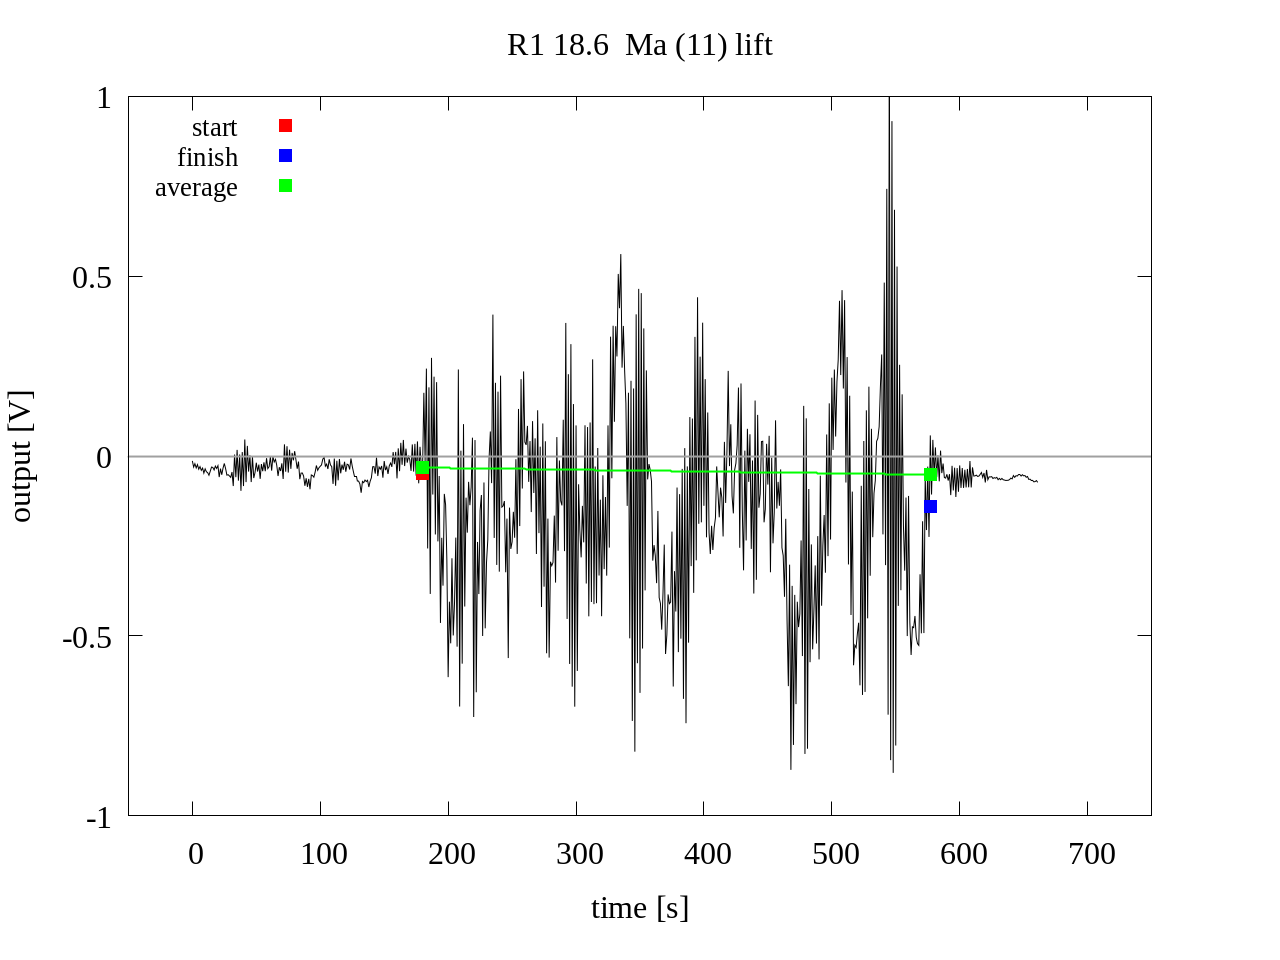 R1 18.6  Ma (11) lift
start
finish
average
1
0.5
0
-0.5
-1
output [V]
0 100 200 300 400 500 600 700
time [s]